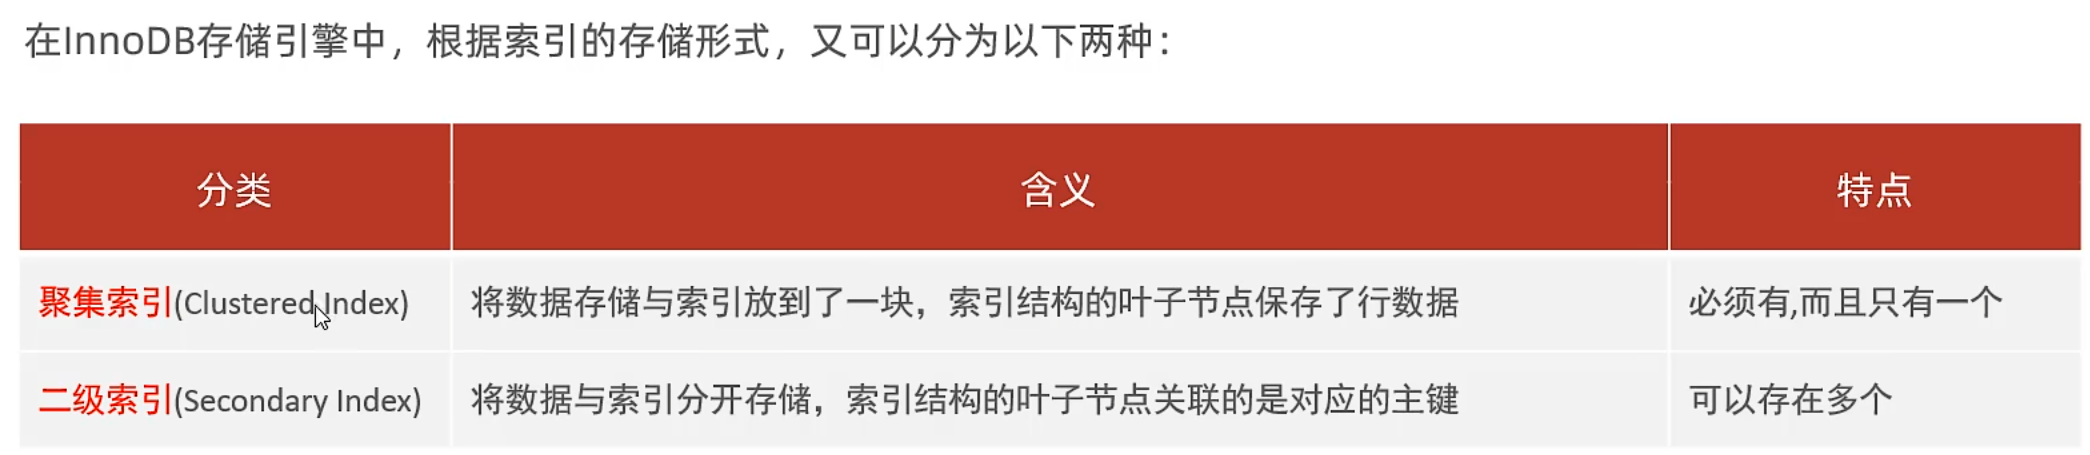 在InnoDB存储引擎中，根据索引的存储形式，又可以分为以下两种：
分类 含义 特点
聚集索引(Clustered Index) 将数据存储与索引放到了一块，索引结构的叶子节点保存了行数据 必须有,而且只有一个
二级索引(Secondary Index) 将数据与索引分开存储，索引结构的叶子节点关联的是对应的主键 可以存在多个